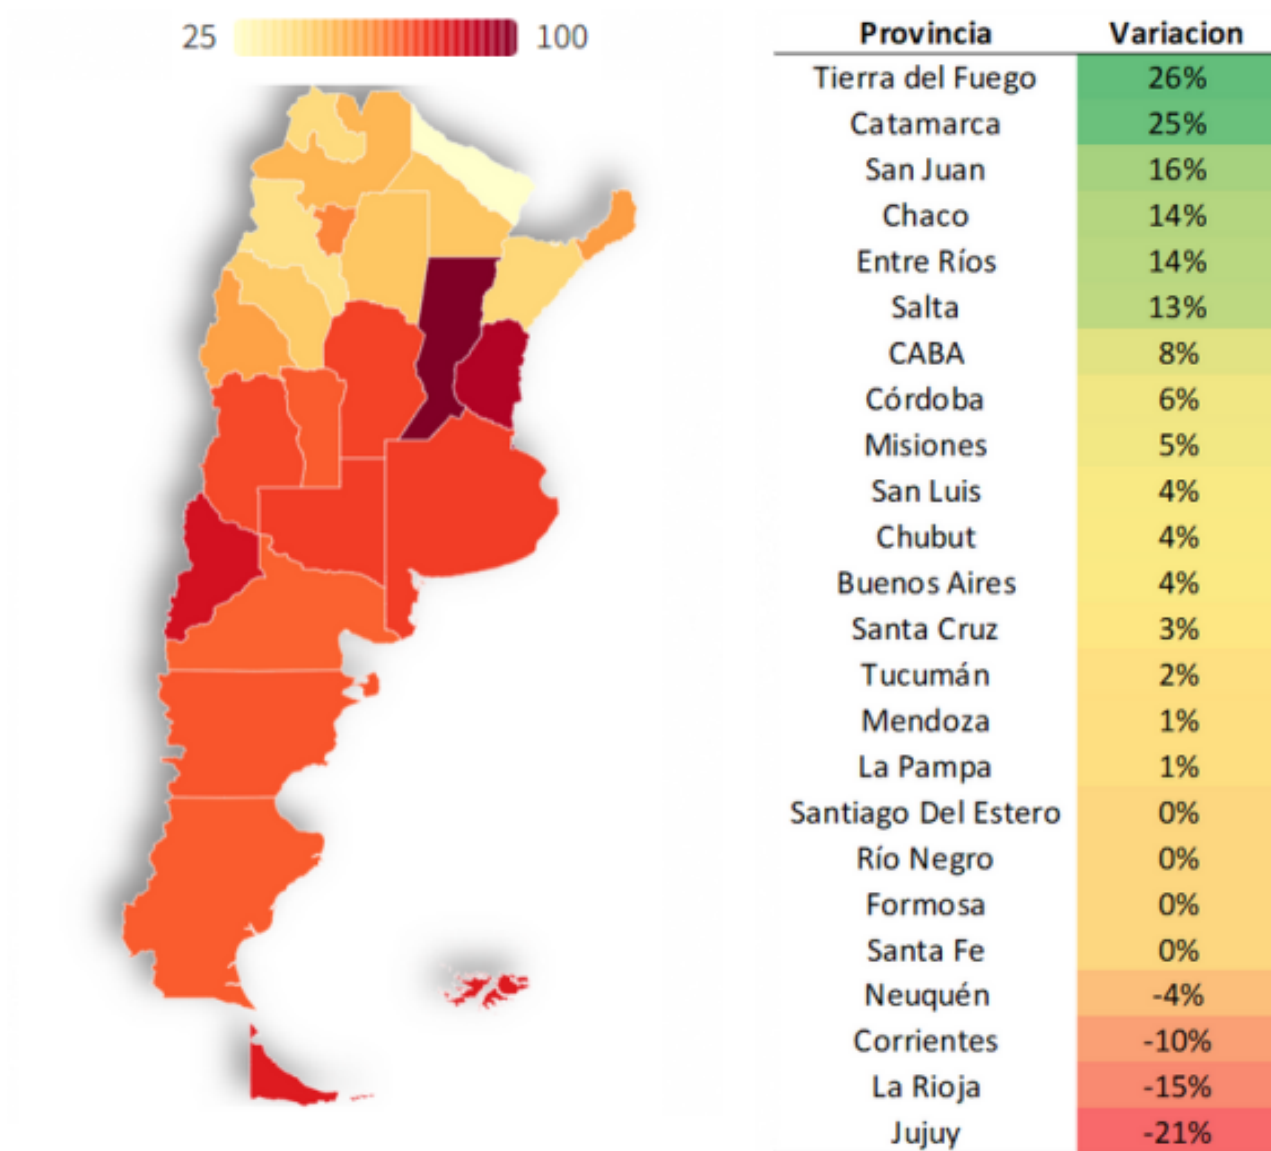 25 100
Provincia Variacion
Tierra del Fuego 26%
Catamarca 25%
San Juan 16%
Chaco 14%
Entre Ríos 14%
Salta 13%
CABA 8%
Córdoba 6%
Misiones 5%
San Luis 4%
Chubut 4%
Buenos Aires 4%
Santa Cruz 3%
Tucumán 2%
Mendoza 1%
La Pampa 1%
Santiago Del Estero 0%
Río Negro 0%
Formosa 0%
Santa Fe 0%
Neuquén -4%
Corrientes -10%
La Rioja -15%
Jujuy -21%